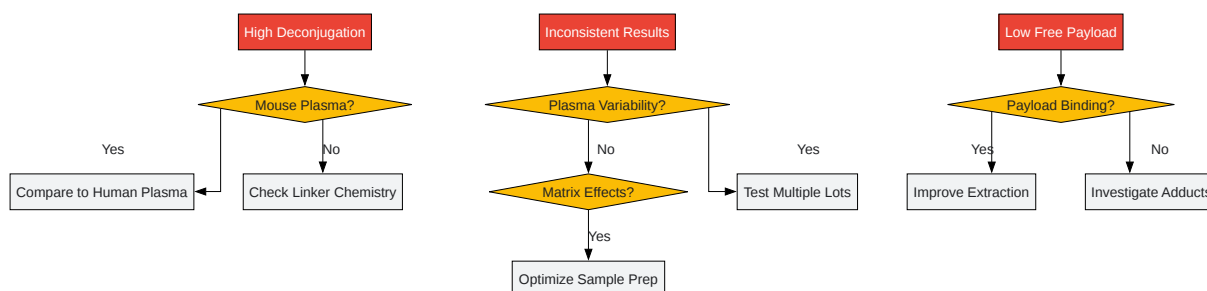 High Deconjugation
Inconsistent Results
Low Free Payload
Mouse Plasma?
Plasma Variability?
Payload Binding?
Yes
No
No
Yes
Yes
No
Compare to Human Plasma
Check Linker Chemistry
Matrix Effects?
Test Multiple Lots
Improve Extraction
Investigate Adducts
Yes
Optimize Sample Prep